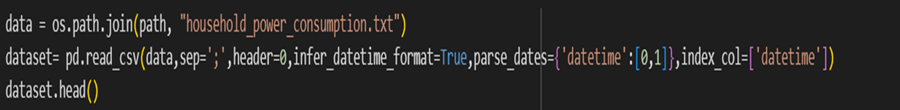 data = os.path.join(path, "household_power_consumption.txt")
dataset= pd.read_csv(data,sep=';',header=0,infer_datetime_format=True,parse_dates={'datetime':[0,1]},index_col=['datetime'])
dataset.head()